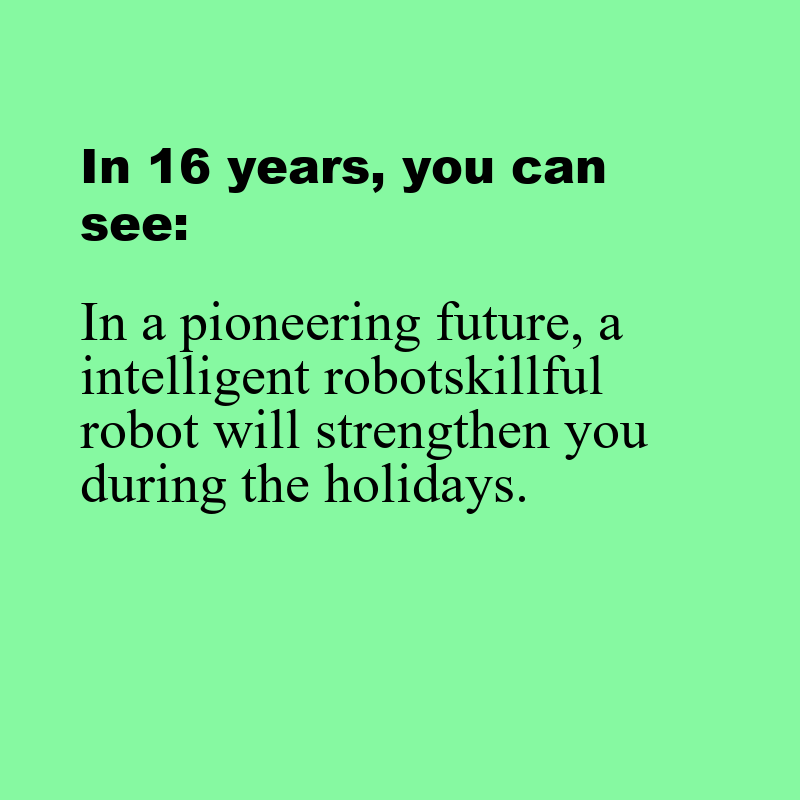 In 16 years, you can
see:
In a pioneering future, a
intelligent robotskillful
robot will strengthen you
during the holidays.